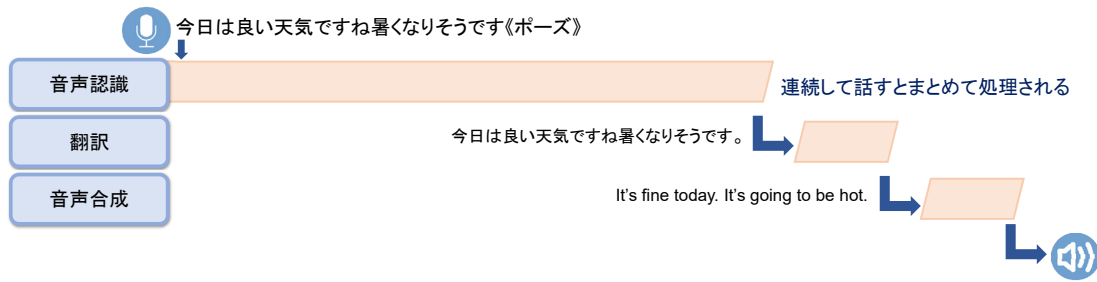 今日は良い天気ですね暑くなりそうです《ポーズ》
音声認識
連続して話すとまとめて処理される
翻訳
今日は良い天気ですね暑くなりそうです。
音声合成
It's fine today. It's going to be hot.